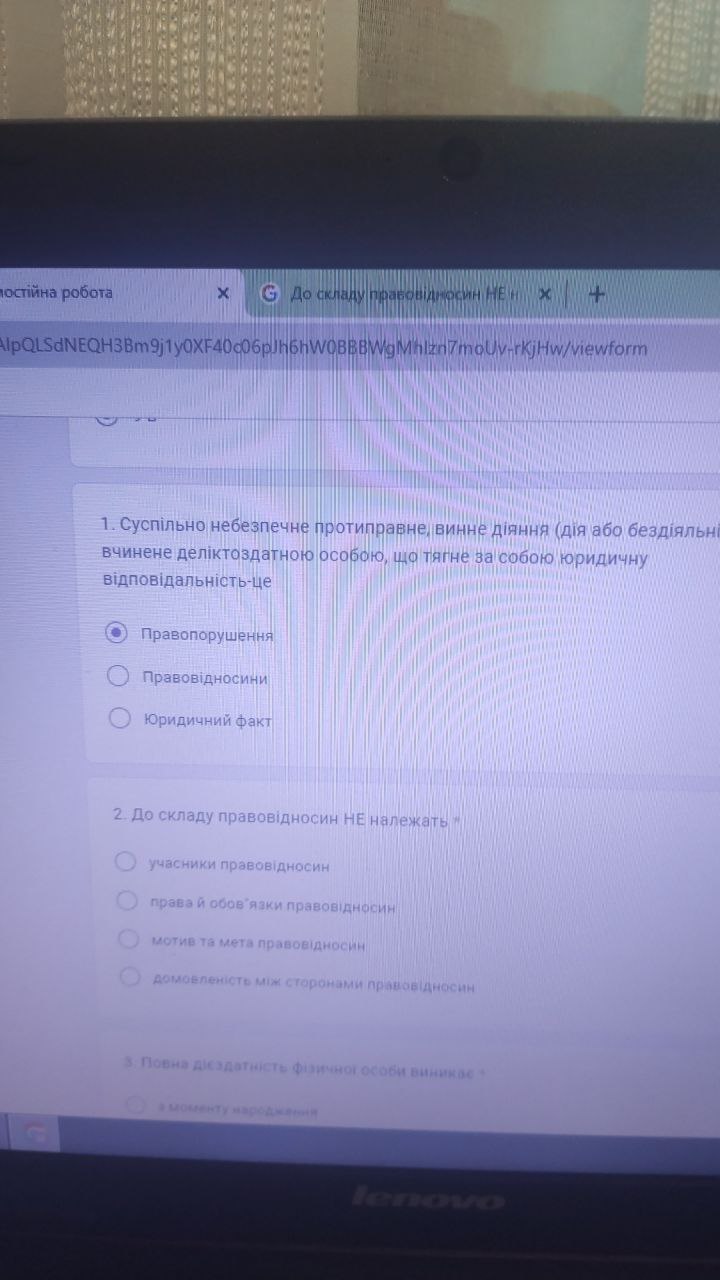 постійна робота
До складу правовідносин НЕ н
AIpQLSdNEQH3Bm9j1y0XF40c06pJh6hW0BBBWgMhIzn7moUv-rKjHw/viewform
1. Суспільно небезпечне протиправне, винне діяння (дія або бездіяльні
вчинене деліктоздатною особою, що тягне за собою юридичну
відповідальність-це
Правопорушення
Правовідносини
Юридичний факт
2. До складу правовідносин НЕ належать *
учасники правовідносин
права й обов'язки правовідносин
мотив та мета правовідносин
домовленість між сторонами правовідносин
3. Повна дієздатність фізичної особи виникає *
з моменту народження
lenovo